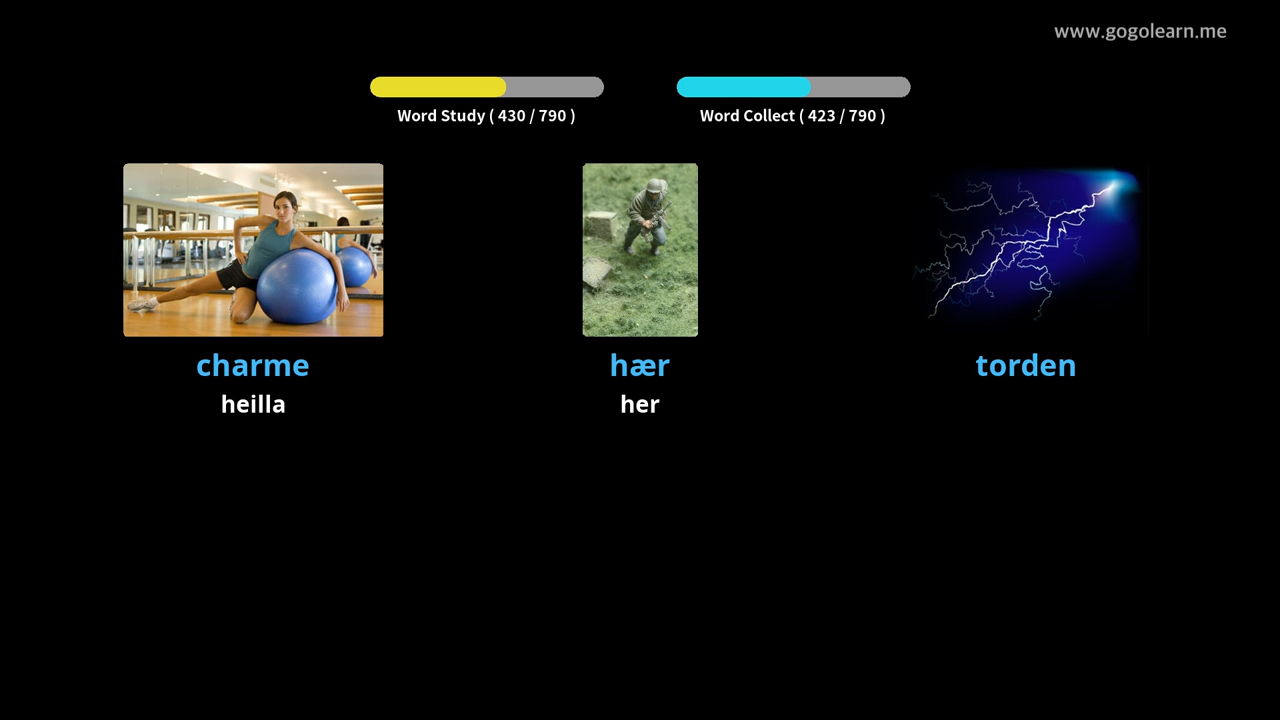 www.gogolearn.me
Word Study ( 430 / 790 )
Word Collect ( 423 / 790 )
charme
heilla
hær
her
torden